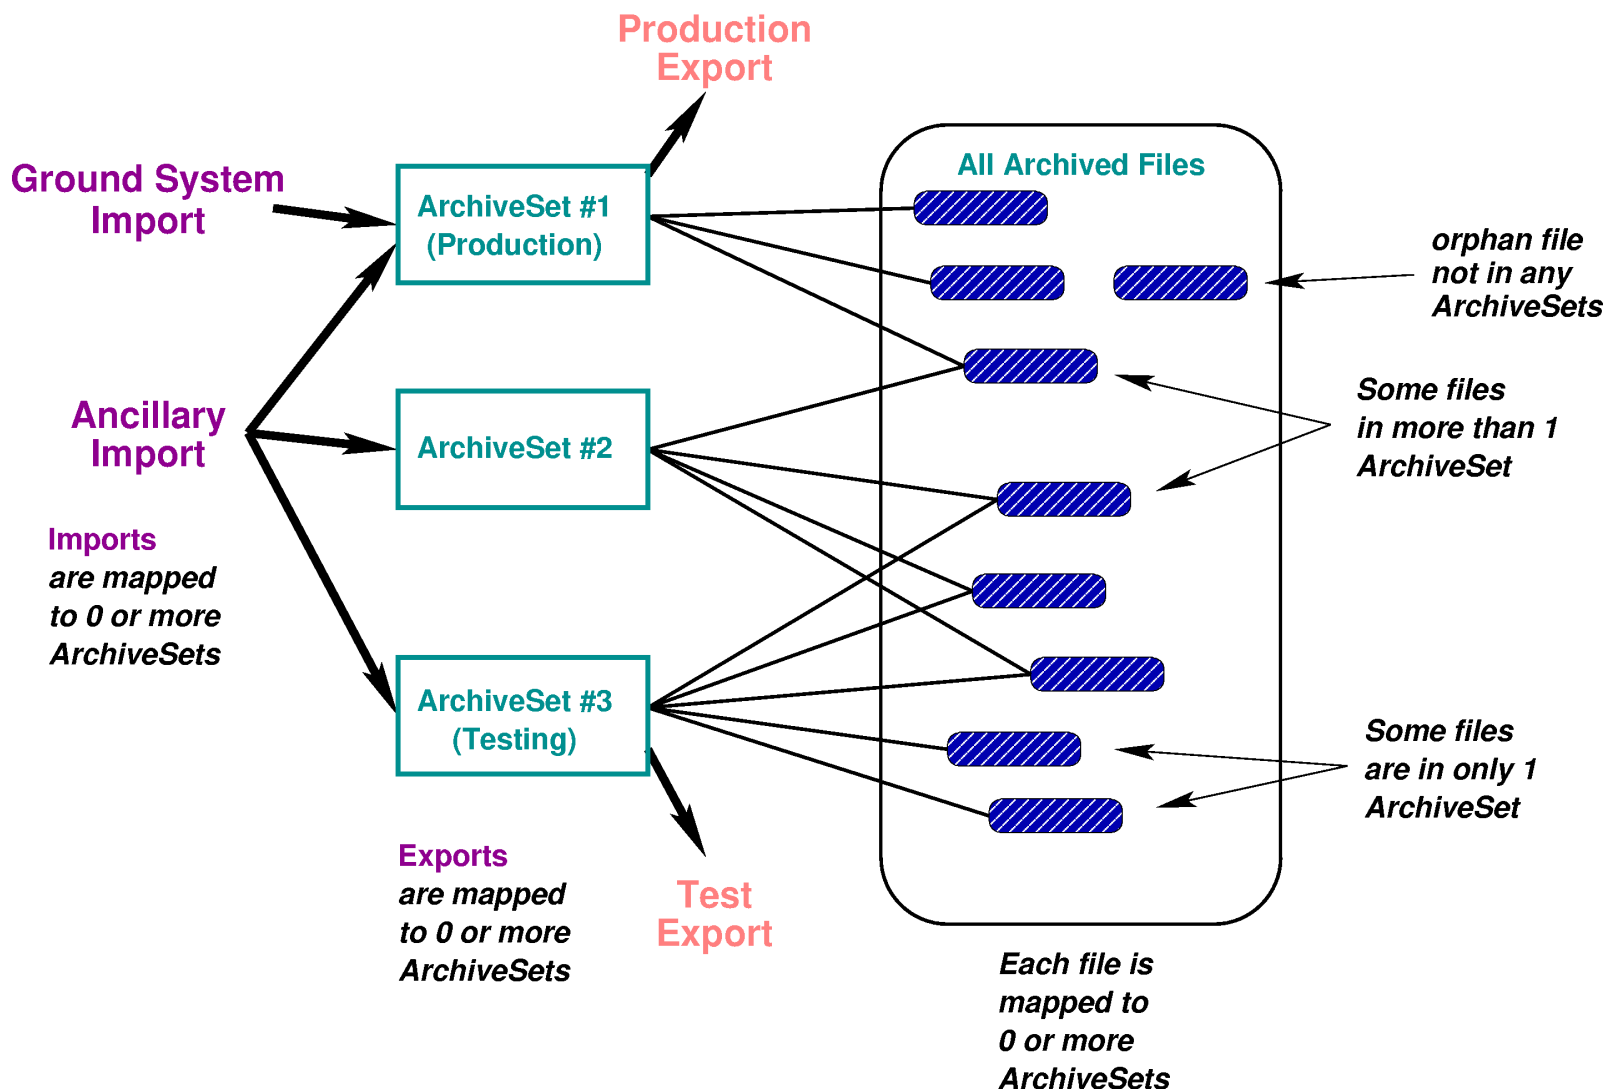 Production
Export
Ground System
Import
ArchiveSet #1
(Production)
All Archived Files
orphan file
not in any
ArchiveSets
Ancillary
Import
ArchiveSet #2
Some files
in more than 1
ArchiveSet
Imports
are mapped
to 0 or more
ArchiveSets
ArchiveSet #3
(Testing)
Some files
are in only 1
ArchiveSet
Exports
are mapped
to 0 or more
ArchiveSets
Test
Export
Each file is
mapped to
0 or more
ArchiveSets